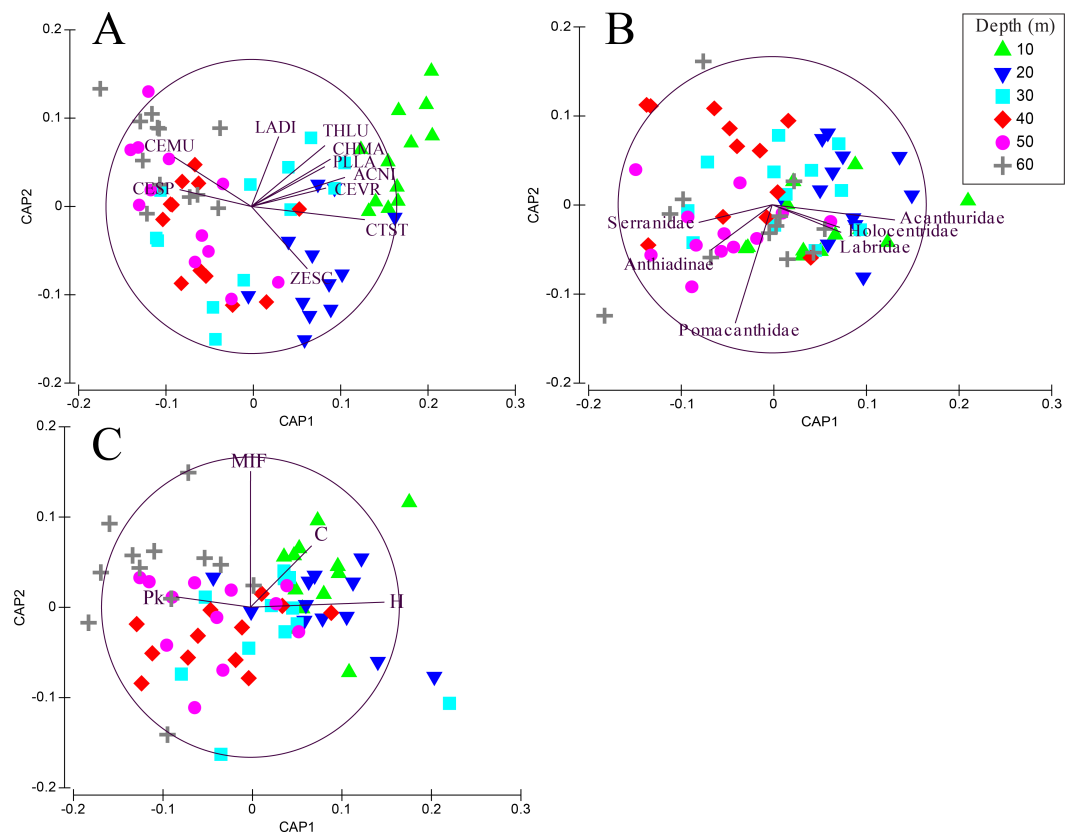 A
0.2
0.1
0
-0.1
-0.2
CAP2
-0.2
-0.1
0
0.1
0.2
0.3
CAP1
LADI
THLU
CHMA
PLLA
ACNI
CEVR
CTST
ZESC
CEMU
CESP
B
0.2
0.1
0
-0.1
-0.2
CAP2
-0.2
-0.1
0
0.1
0.2
0.3
CAP1
Serranidae
Anthiadinae
Pomacanthidae
Acanthuridae
Holocentridae
Labridae
Depth (m)
10
20
30
40
50
60
C
0.2
0.1
0
-0.1
-0.2
CAP2
-0.2
-0.1
0
0.1
0.2
0.3
CAP1
MIF
C
Pk
H